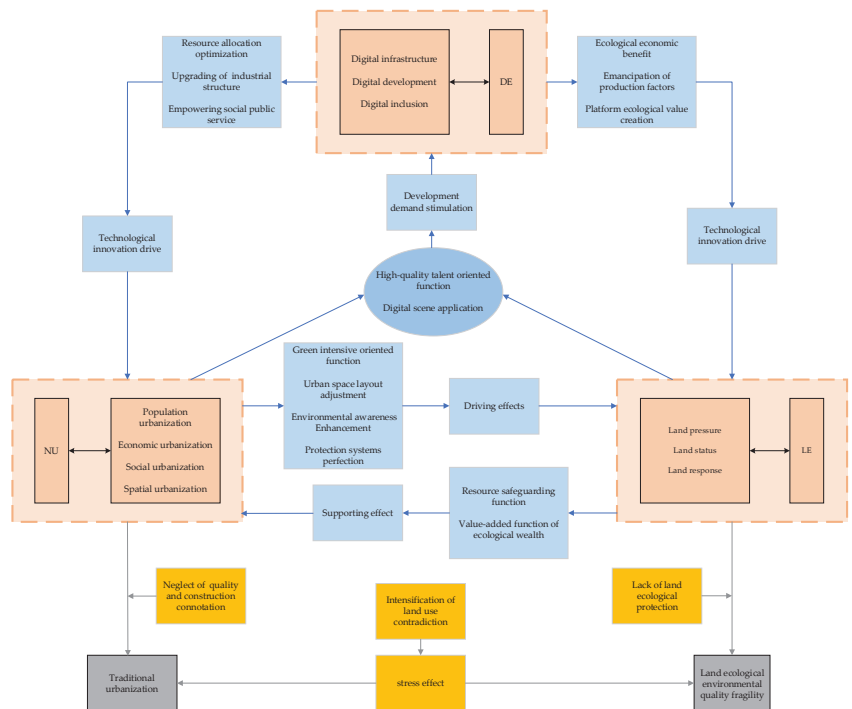 Resource allocation
optimization
Upgrading of industrial
structure
Empowering social public
service
Digital infrastructure
Digital development
Digital inclusion
DE
Ecological economic
benefit
Emancipation of
production factors
Platform ecological value
creation
Development
demand stimulation
Technological
innovation drive
Technological
innovation drive
High-quality talent oriented
function
Digital scene application
Green intensive oriented
function
Urban space layout
adjustment
Environmental awareness
Enhancement
Protection systems
perfection
Driving effects
NU
Population
urbanization
Economic urbanization
Social urbanization
Spatial urbanization
Land pressure
Land status
Land response
LE
Supporting effect
Resource safeguarding
function
Value-added function of
ecological wealth
Neglect of quality
and construction
connotation
Intensification of
land use
contradiction
Lack of land
ecological
protection
Traditional
urbanization
stress effect
Land ecological
environmental
quality fragility